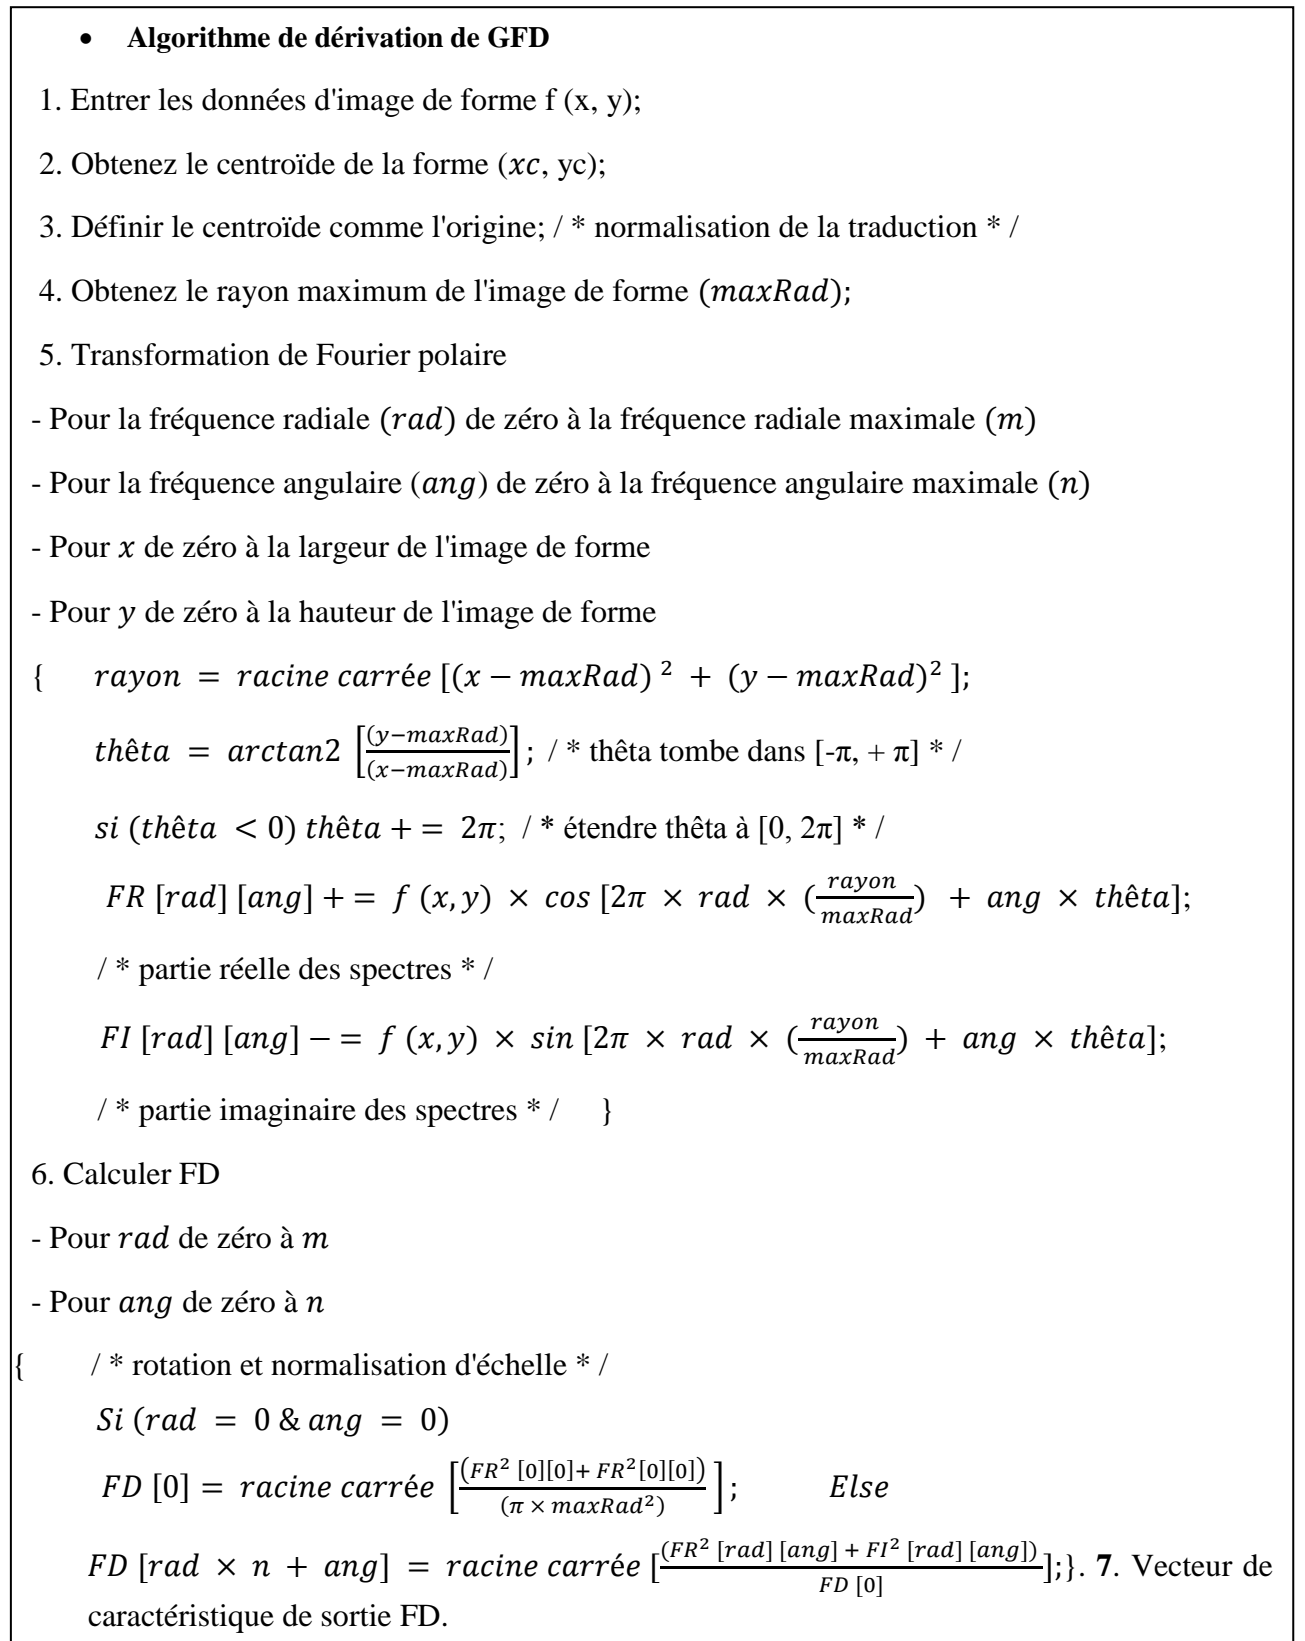 • Algorithme de dérivation de GFD
1. Entrer les données d'image de forme f (x, y);
2. Obtenez le centroïde de la forme (xc, yc);
3. Définir le centroïde comme l'origine; / * normalisation de la traduction * /
4. Obtenez le rayon maximum de l'image de forme (maxRad);
5. Transformation de Fourier polaire
- Pour la fréquence radiale (rad) de zéro à la fréquence radiale maximale (m)
- Pour la fréquence angulaire (ang) de zéro à la fréquence angulaire maximale (n)
- Pour x de zéro à la largeur de l'image de forme
- Pour y de zéro à la hauteur de l'image de forme
{ rayon = racine carrée [(x − maxRad) ² + (y − maxRad)² ];
thêta = arctan2 [(y−maxRad)/(x−maxRad)]; / * thêta tombe dans [-π, + π] * /
si (thêta < 0) thêta + = 2π; / * étendre thêta à [0, 2π] * /
FR [rad] [ang] + = f (x, y) × cos [2π × rad × (rayon/maxRad) + ang × thêta];
/ * partie réelle des spectres * /
FI [rad] [ang] − = f (x, y) × sin [2π × rad × (rayon/maxRad) + ang × thêta];
/ * partie imaginaire des spectres * / }
6. Calculer FD
- Pour rad de zéro à m
- Pour ang de zéro à n
{ / * rotation et normalisation d'échelle * /
Si (rad = 0 & ang = 0)
FD [0] = racine carrée [(FR² [0][0]+ FR²[0][0])/(π × maxRad²)]; Else
FD [rad × n + ang] = racine carrée [(FR² [rad] [ang] + FI² [rad] [ang])/FD [0]];}. 7. Vecteur de
caractéristique de sortie FD.